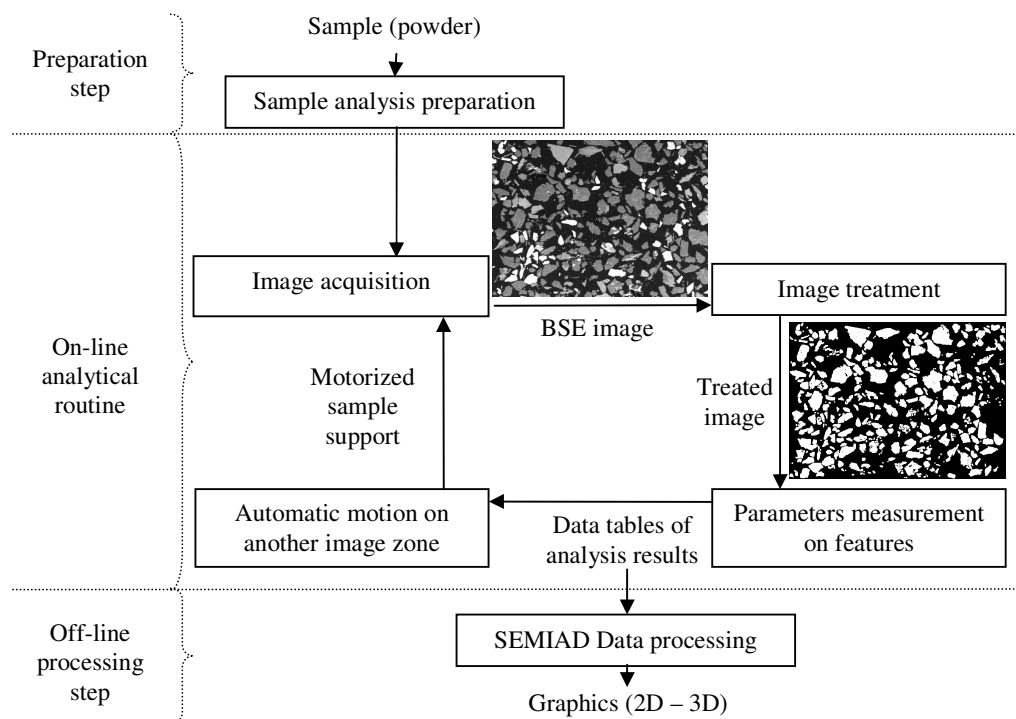 Sample (powder)
Preparation
step
Sample analysis preparation
Image acquisition
Image treatment
BSE image
On-line
analytical
routine
Motorized
sample
support
Treated
image
Automatic motion on
another image zone
Data tables of
analysis results
Parameters measurement
on features
Off-line
processing
step
SEMIAD Data processing
Graphics (2D – 3D)